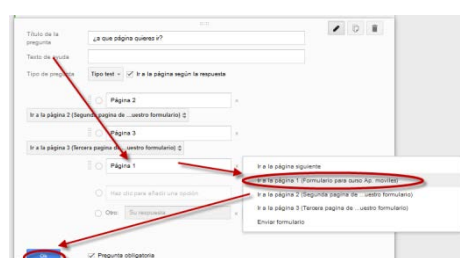 Título de la pregunta
¿a que página quieres ir?
Texto de ayuda
Tipo de pregunta
Tipo test
Ir a la página según la respuesta
Página 2
Ir a la página 2 (Segunda pagina de ...uestro formulario)
Página 3
Ir a la página 3 (Tercera pagina de ...uestro formulario)
Página 1
Haz clic para añadir una opción
Otro:
Su respuesta
Pregunta obligatoria
Ir a la página siguiente
Ir a la página 1 (Formulario para curso Ap. móviles)
Ir a la página 2 (Segunda pagina de ...uestro formulario)
Ir a la página 3 (Tercera pagina de ...uestro formulario)
Enviar formulario